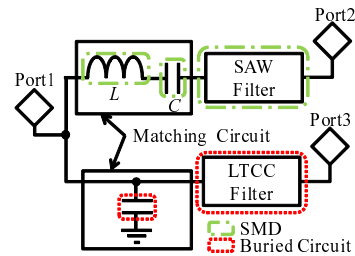 Port2
Port1
L
C
SAW
Filter
Matching Circuit
Port3
LTCC
Filter
SMD
Buried Circuit